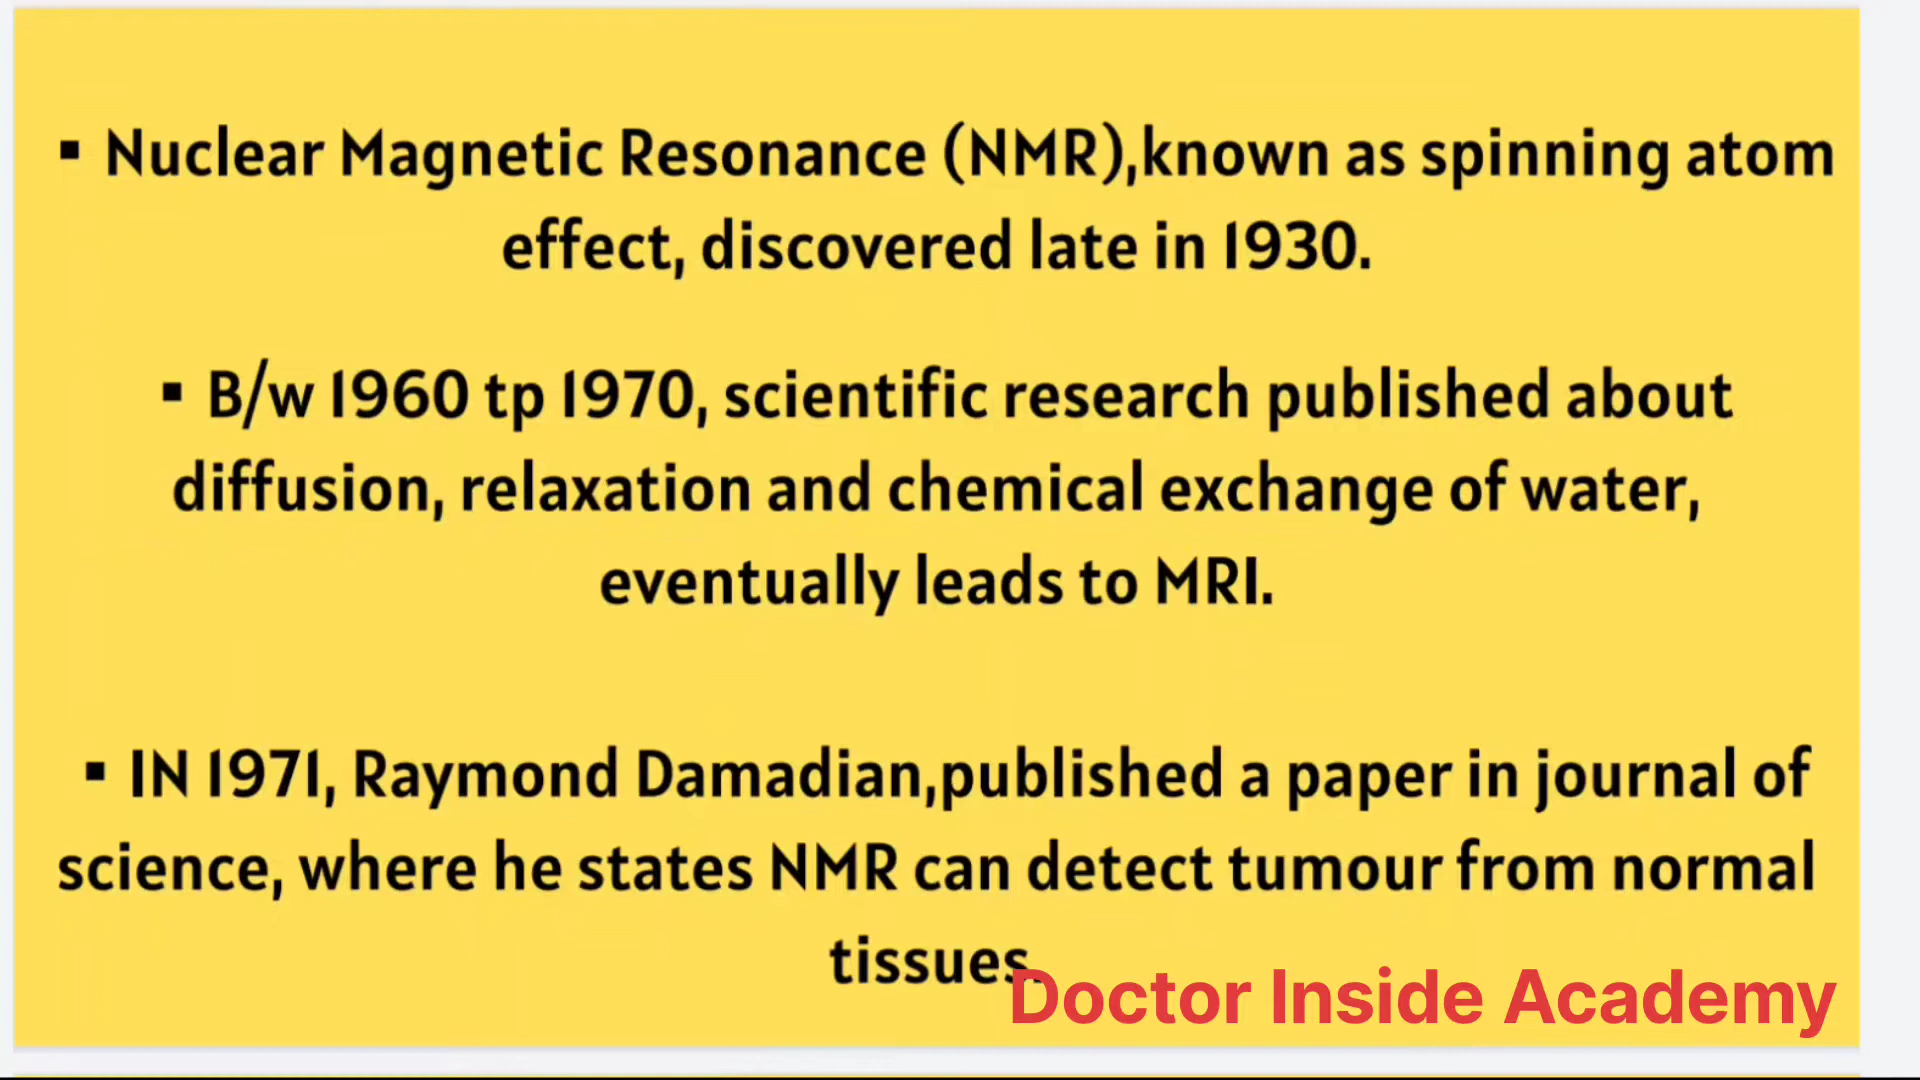 ▪ Nuclear Magnetic Resonance (NMR),known as spinning atom
effect, discovered late in 1930.
▪ B/w 1960 tp 1970, scientific research published about
diffusion, relaxation and chemical exchange of water,
eventually leads to MRI.
▪ IN 1971, Raymond Damadian,published a paper in journal of
science, where he states NMR can detect tumour from normal
tissues.
Doctor Inside Academy